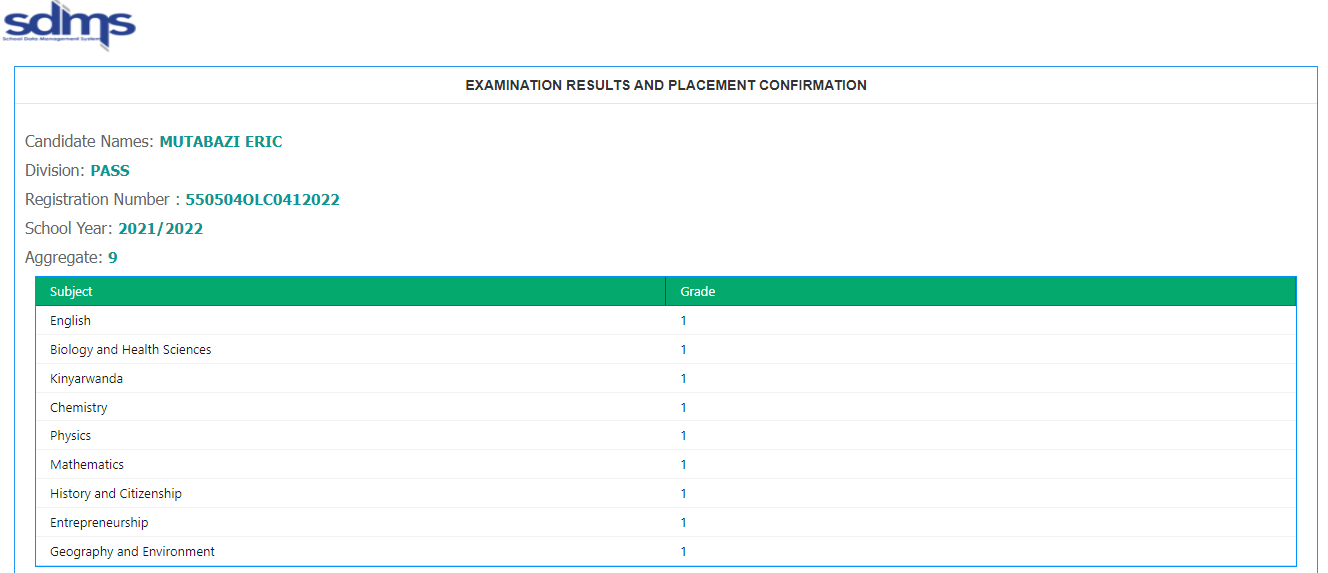 sdms
School Data Management System
EXAMINATION RESULTS AND PLACEMENT CONFIRMATION
Candidate Names: MUTABAZI ERIC
Division: PASS
Registration Number : 550504OLC0412022
School Year: 2021/2022
Aggregate: 9
Subject Grade
English 1
Biology and Health Sciences 1
Kinyarwanda 1
Chemistry 1
Physics 1
Mathematics 1
History and Citizenship 1
Entrepreneurship 1
Geography and Environment 1